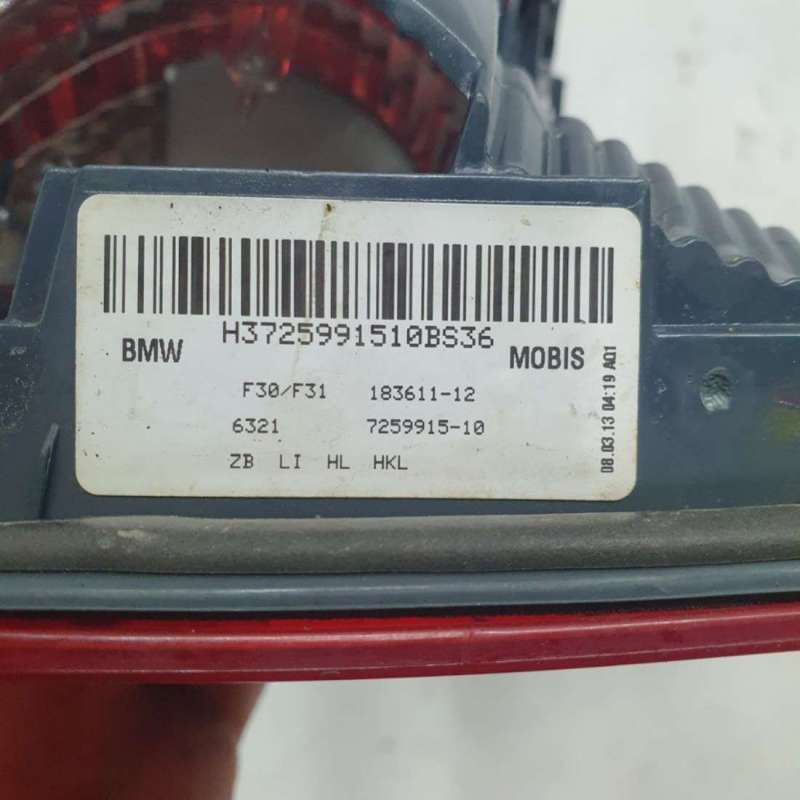 H3725991510BS36
BMW MOBIS
F30/F31 183611-12
6321 7259915-10
ZB LI HL HKL
08.03.13 04:19 A01